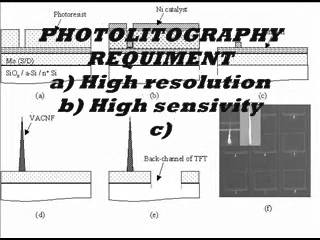 Photoresist
Ni catalyst
PHOTOLITOGRAPHY
REQUIMENT
Mo (S/D)
a) High resolution
SiO₂ / a-Si / n⁺ Si
(a)
(b)
(c)
b) High sensivity
c)
VACNF
Back-channel of TFT
(d)
(e)
(f)